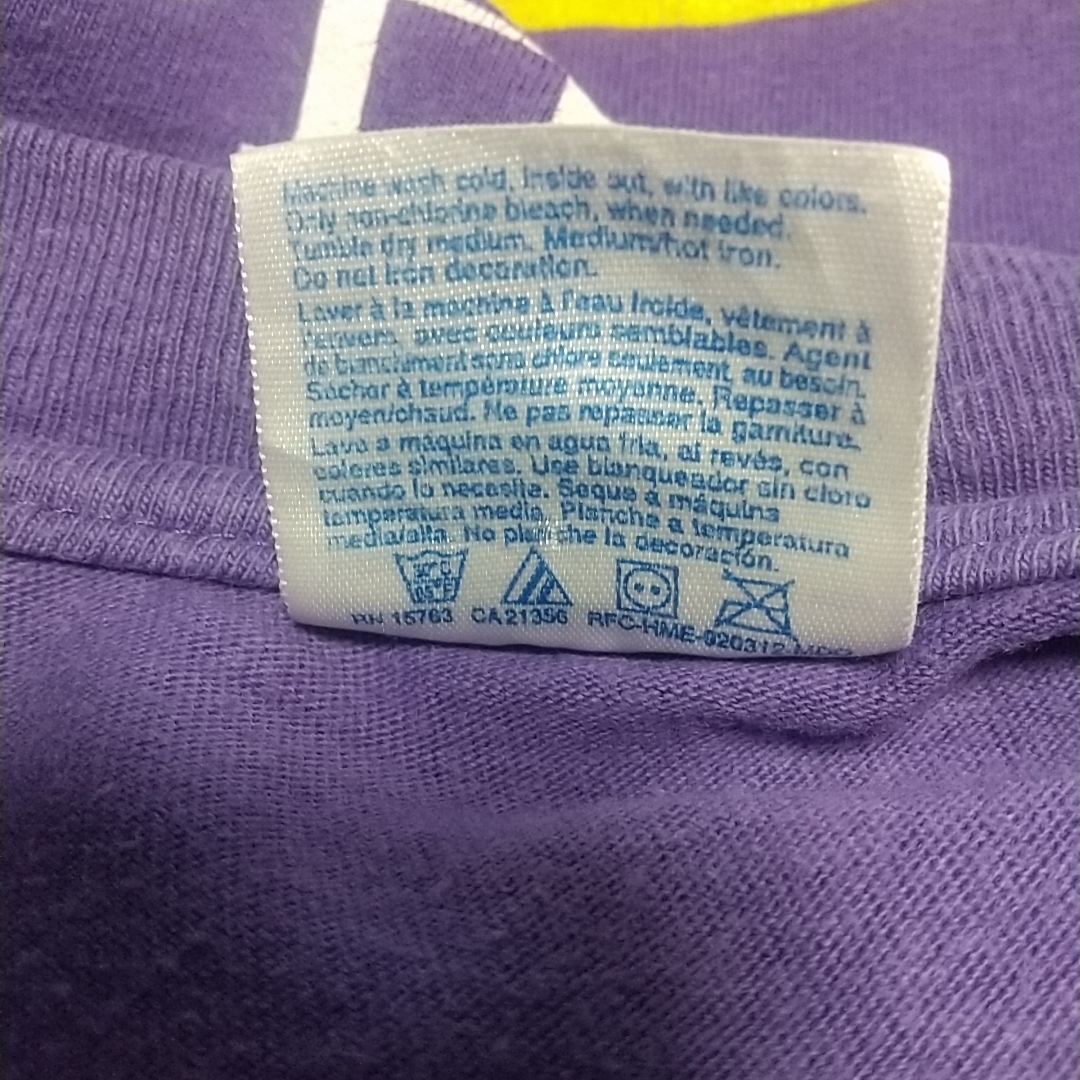 Machine wash cold, inside out, with like colors.
Only non-chlorine bleach, when needed.
Tumble dry medium. Medium/hot iron.
Do not iron decoration.
Laver à la machine à l'eau froide, vêtement à
l'envers, avec couleurs semblables. Agent
de blanchiment sans chlore seulement, au besoin.
Sécher à température moyenne. Repasser à
moyen/chaud. Ne pas repasser la garniture.
Lave a máquina en agua fría, al revés, con
colores similares. Use blanqueador sin cloro
cuando lo necesite. Seque a máquina
temperatura media. Planche a temperatura
media/alta. No planche la decoración.
RN 15763 CA 21356 RFC-HME-920312